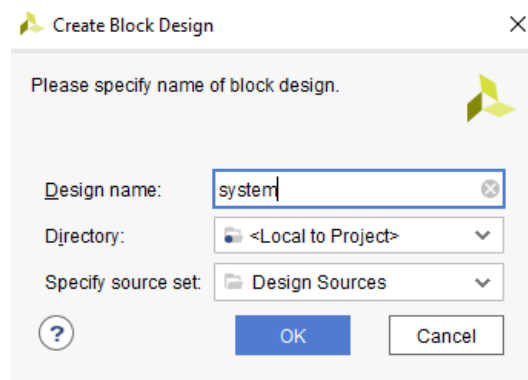 Create Block Design
Please specify name of block design.
Design name: system
Directory: <Local to Project>
Specify source set: Design Sources
? OK Cancel